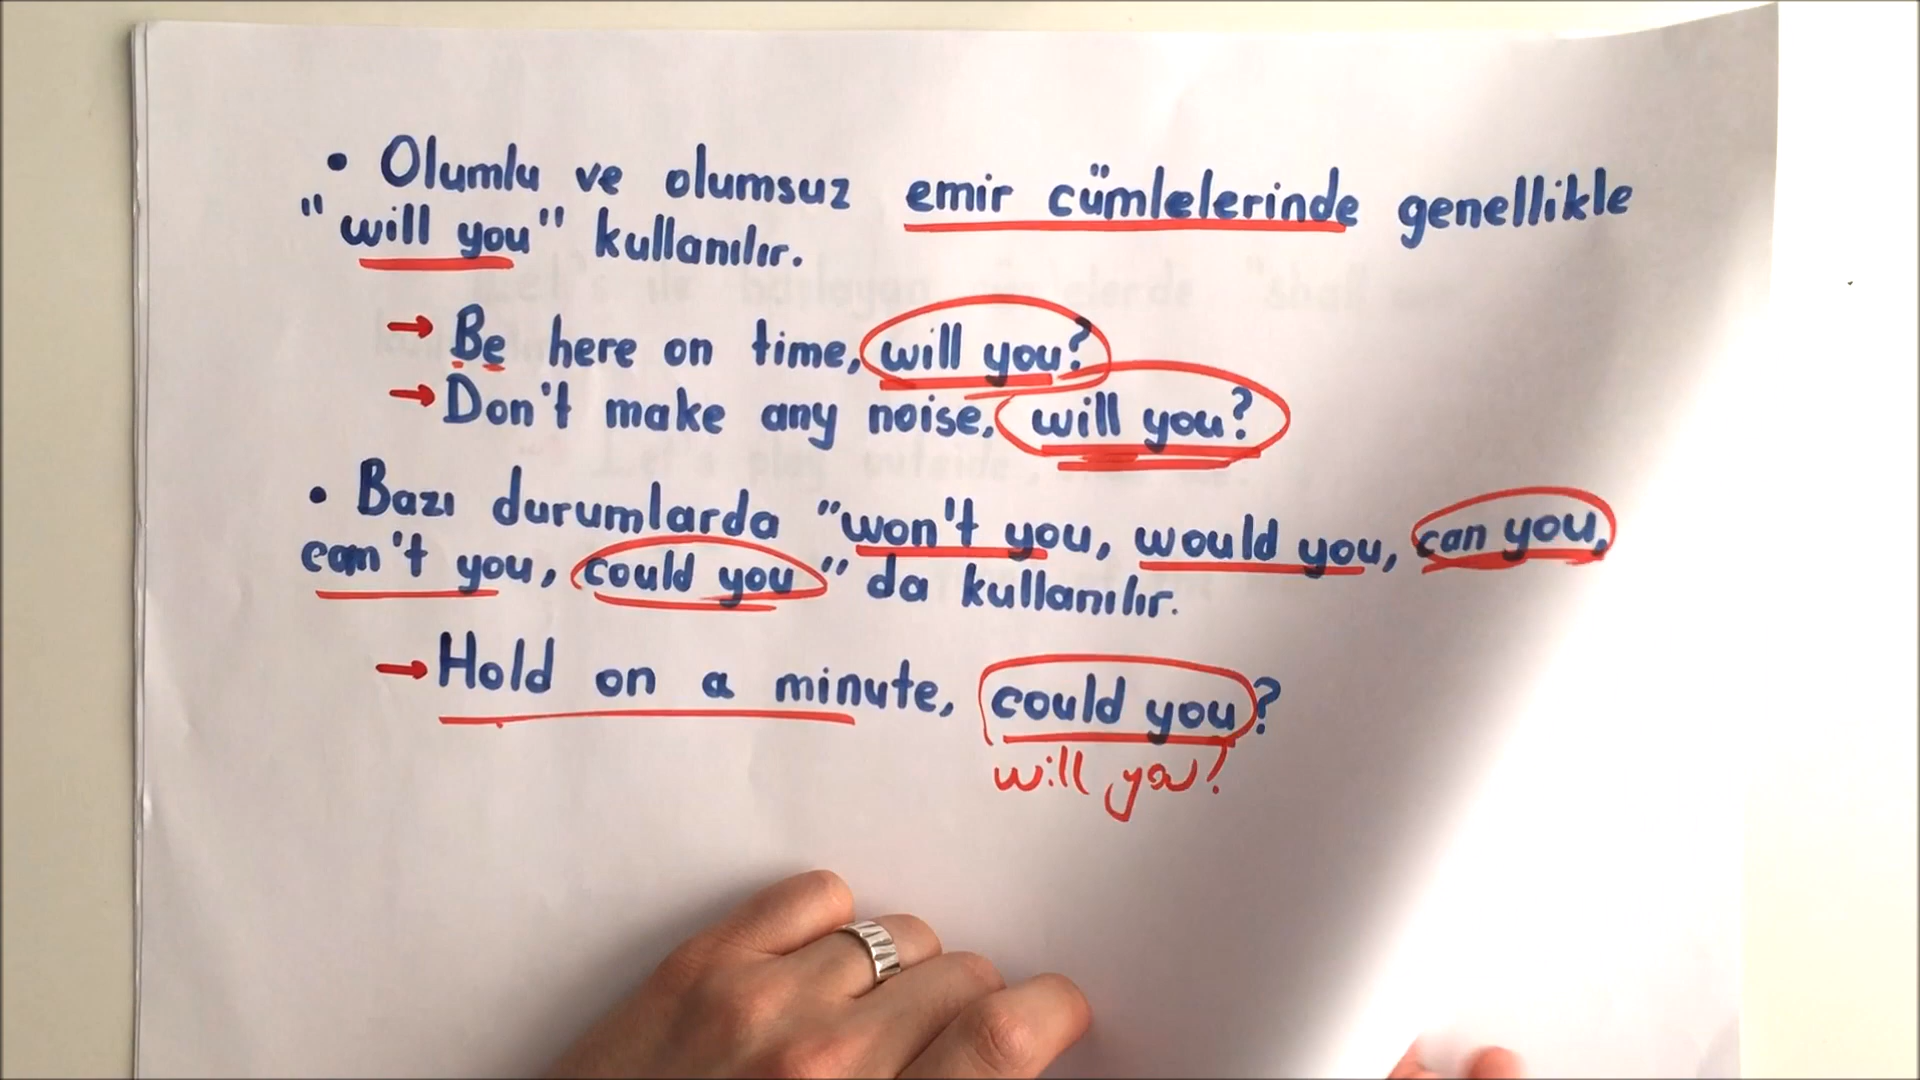 • Olumlu ve olumsuz emir cümlelerinde genellikle
"will you" kullanılır.
→ Be here on time, will you?
→ Don't make any noise, will you?
• Bazı durumlarda "won't you, would you, can you,
can't you, could you" da kullanılır.
→ Hold on a minute, could you?
will you?